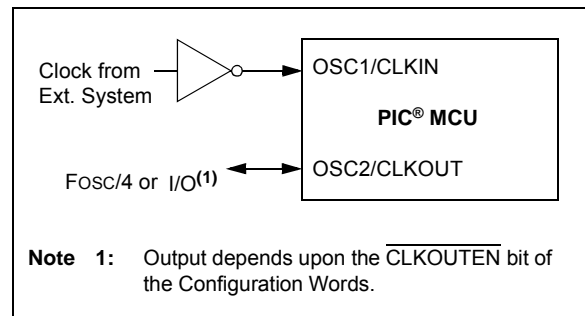 Clock from
Ext. System
OSC1/CLKIN
PIC® MCU
FOSC/4 or I/O(1)
OSC2/CLKOUT
Note 1: Output depends upon the CLKOUTEN bit of
the Configuration Words.